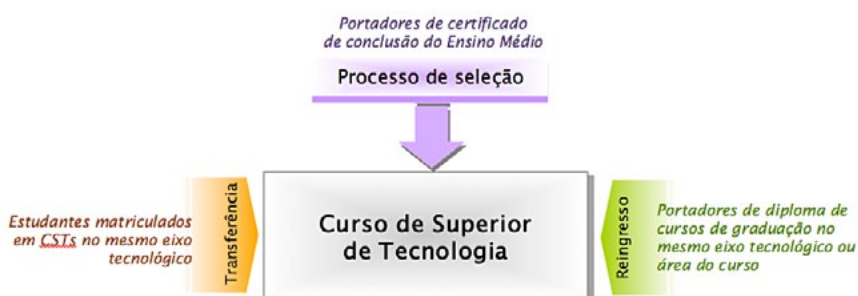 Portadores de certificado
de conclusão do Ensino Médio
Processo de seleção
Estudantes matriculados
em CSTs no mesmo eixo
tecnológico
Transferência
Curso de Superior
de Tecnologia
Reingresso
Portadores de diploma de
cursos de graduação no
mesmo eixo tecnológico ou
área do curso